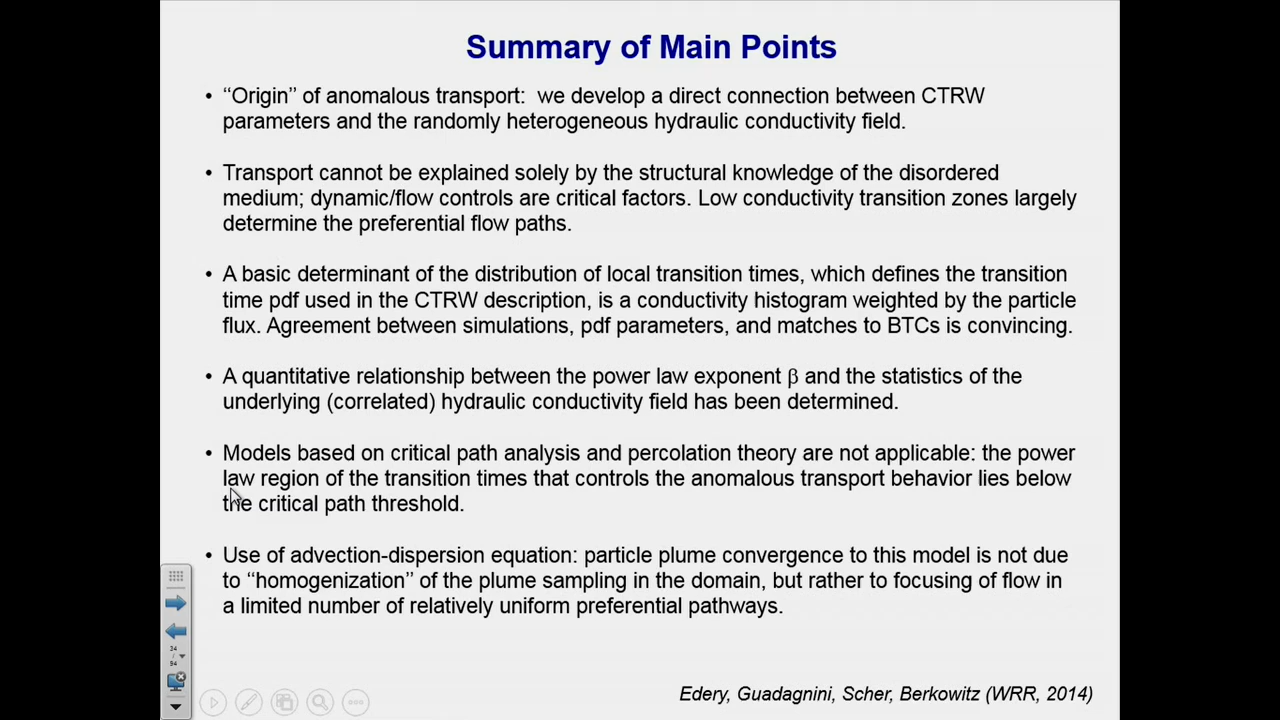 Summary of Main Points
• “Origin” of anomalous transport: we develop a direct connection between CTRW
parameters and the randomly heterogeneous hydraulic conductivity field.
• Transport cannot be explained solely by the structural knowledge of the disordered
medium; dynamic/flow controls are critical factors. Low conductivity transition zones largely
determine the preferential flow paths.
• A basic determinant of the distribution of local transition times, which defines the transition
time pdf used in the CTRW description, is a conductivity histogram weighted by the particle
flux. Agreement between simulations, pdf parameters, and matches to BTCs is convincing.
• A quantitative relationship between the power law exponent β and the statistics of the
underlying (correlated) hydraulic conductivity field has been determined.
• Models based on critical path analysis and percolation theory are not applicable: the power
law region of the transition times that controls the anomalous transport behavior lies below
the critical path threshold.
• Use of advection-dispersion equation: particle plume convergence to this model is not due
to “homogenization” of the plume sampling in the domain, but rather to focusing of flow in
a limited number of relatively uniform preferential pathways.
34
/
94
Edery, Guadagnini, Scher, Berkowitz (WRR, 2014)